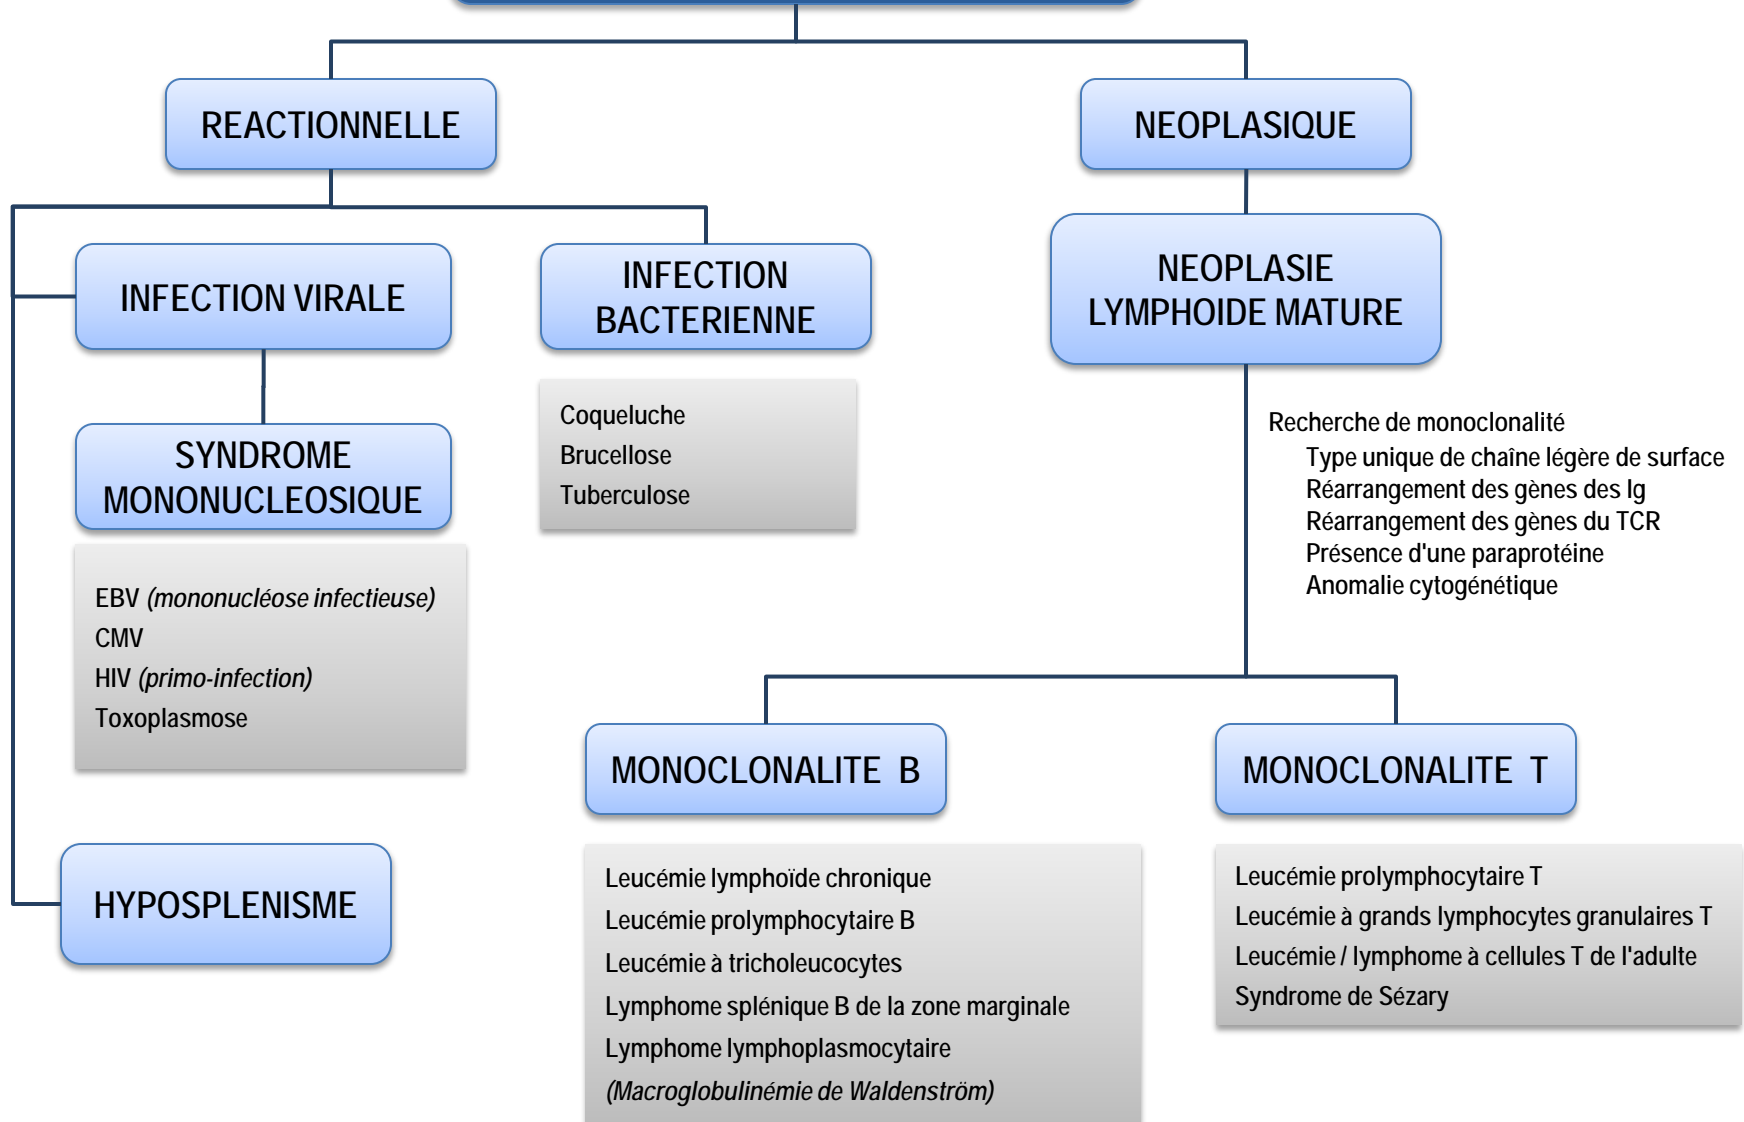 REACTIONNELLE
NEOPLASIQUE
INFECTION VIRALE
INFECTION
BACTERIENNE
NEOPLASIE
LYMPHOIDE MATURE
Coqueluche
Brucellose
Tuberculose
Recherche de monoclonalité
Type unique de chaîne légère de surface
Réarrangement des gènes des Ig
Réarrangement des gènes du TCR
Présence d'une paraprotéine
Anomalie cytogénétique
SYNDROME
MONONUCLEOSIQUE
EBV (mononucléose infectieuse)
CMV
HIV (primo-infection)
Toxoplasmose
HYPOSPLENISME
MONOCLONALITE B
MONOCLONALITE T
Leucémie lymphoïde chronique
Leucémie prolymphocytaire B
Leucémie à tricholeucocytes
Lymphome splénique B de la zone marginale
Lymphome lymphoplasmocytaire
(Macroglobulinémie de Waldenström)
Leucémie prolymphocytaire T
Leucémie à grands lymphocytes granulaires T
Leucémie / lymphome à cellules T de l'adulte
Syndrome de Sézary